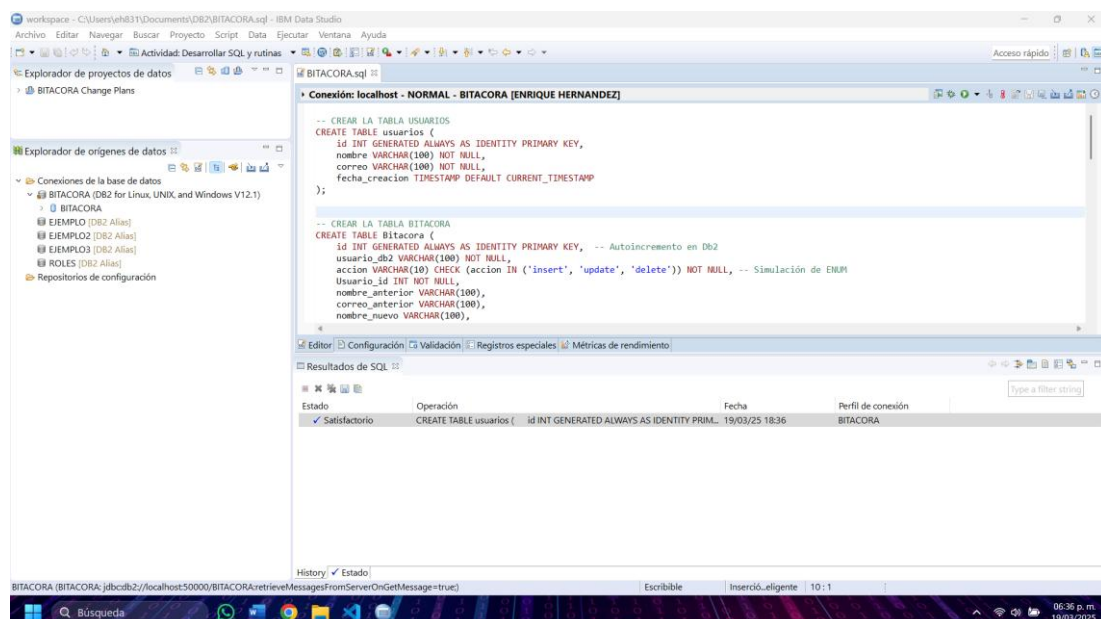 workspace - C:\Users\eh831\Documents\DB2\BITACORA.sql - IBM Data Studio
Archivo Editar Navegar Buscar Proyecto Script Data Ejecutar Ventana Ayuda
Actividad: Desarrollar SQL y rutinas
Acceso rápido
Explorador de proyectos de datos
BITACORA Change Plans
Explorador de orígenes de datos
Conexiones de la base de datos
BITACORA (DB2 for Linux, UNIX, and Windows V12.1)
BITACORA
EJEMPLO [DB2 Alias]
EJEMPLO2 [DB2 Alias]
EJEMPLO3 [DB2 Alias]
ROLES [DB2 Alias]
Repositorios de configuración
BITACORA.sql
Conexión: localhost - NORMAL - BITACORA [ENRIQUE HERNANDEZ]
-- CREAR LA TABLA USUARIOS
CREATE TABLE usuarios (
id INT GENERATED ALWAYS AS IDENTITY PRIMARY KEY,
nombre VARCHAR(100) NOT NULL,
correo VARCHAR(100) NOT NULL,
fecha_creacion TIMESTAMP DEFAULT CURRENT_TIMESTAMP
);
-- CREAR LA TABLA BITACORA
CREATE TABLE Bitacora (
id INT GENERATED ALWAYS AS IDENTITY PRIMARY KEY, -- Autoincremento en Db2
usuario_db2 VARCHAR(100) NOT NULL,
accion VARCHAR(10) CHECK (accion IN ('insert', 'update', 'delete')) NOT NULL, -- Simulación de ENUM
Usuario_id INT NOT NULL,
nombre_anterior VARCHAR(100),
correo_anterior VARCHAR(100),
nombre_nuevo VARCHAR(100),
Editor Configuración Validación Registros especiales Métricas de rendimiento
Resultados de SQL
Type a filter string
Estado Operación Fecha Perfil de conexión
Satisfactorio CREATE TABLE usuarios ( id INT GENERATED ALWAYS AS IDENTITY PRIM... 19/03/25 18:36 BITACORA
History Estado
BITACORA (BITACORA: jdbc:db2://localhost:50000/BITACORA:retrieveMessagesFromServerOnGetMessage=true;) Escribible Inserció...eligente 10 : 1
Búsqueda
06:36 p. m.
19/03/2025